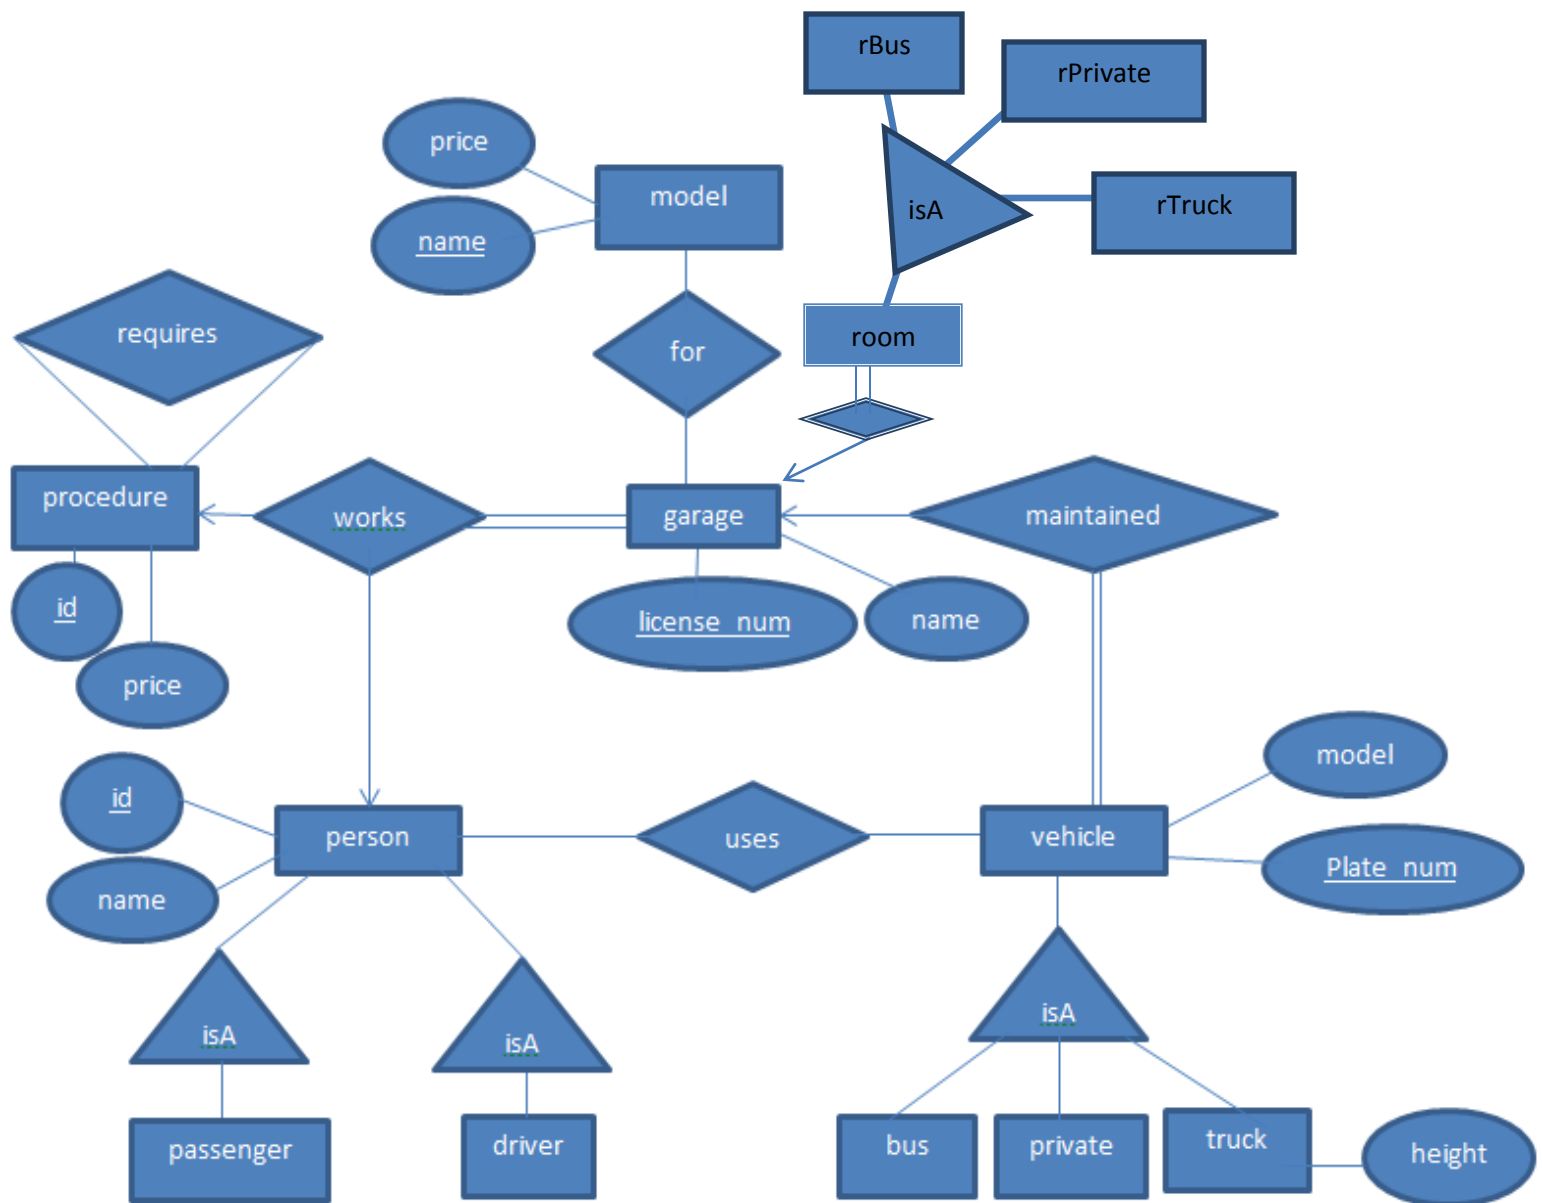 rBus
rPrivate
price
model
isA
rTruck
name
requires
room
for
procedure
works
garage
maintained
id
license_num
name
price
model
id
person
uses
vehicle
Plate_num
name
isA
isA
isA
passenger
driver
bus
private
truck
height